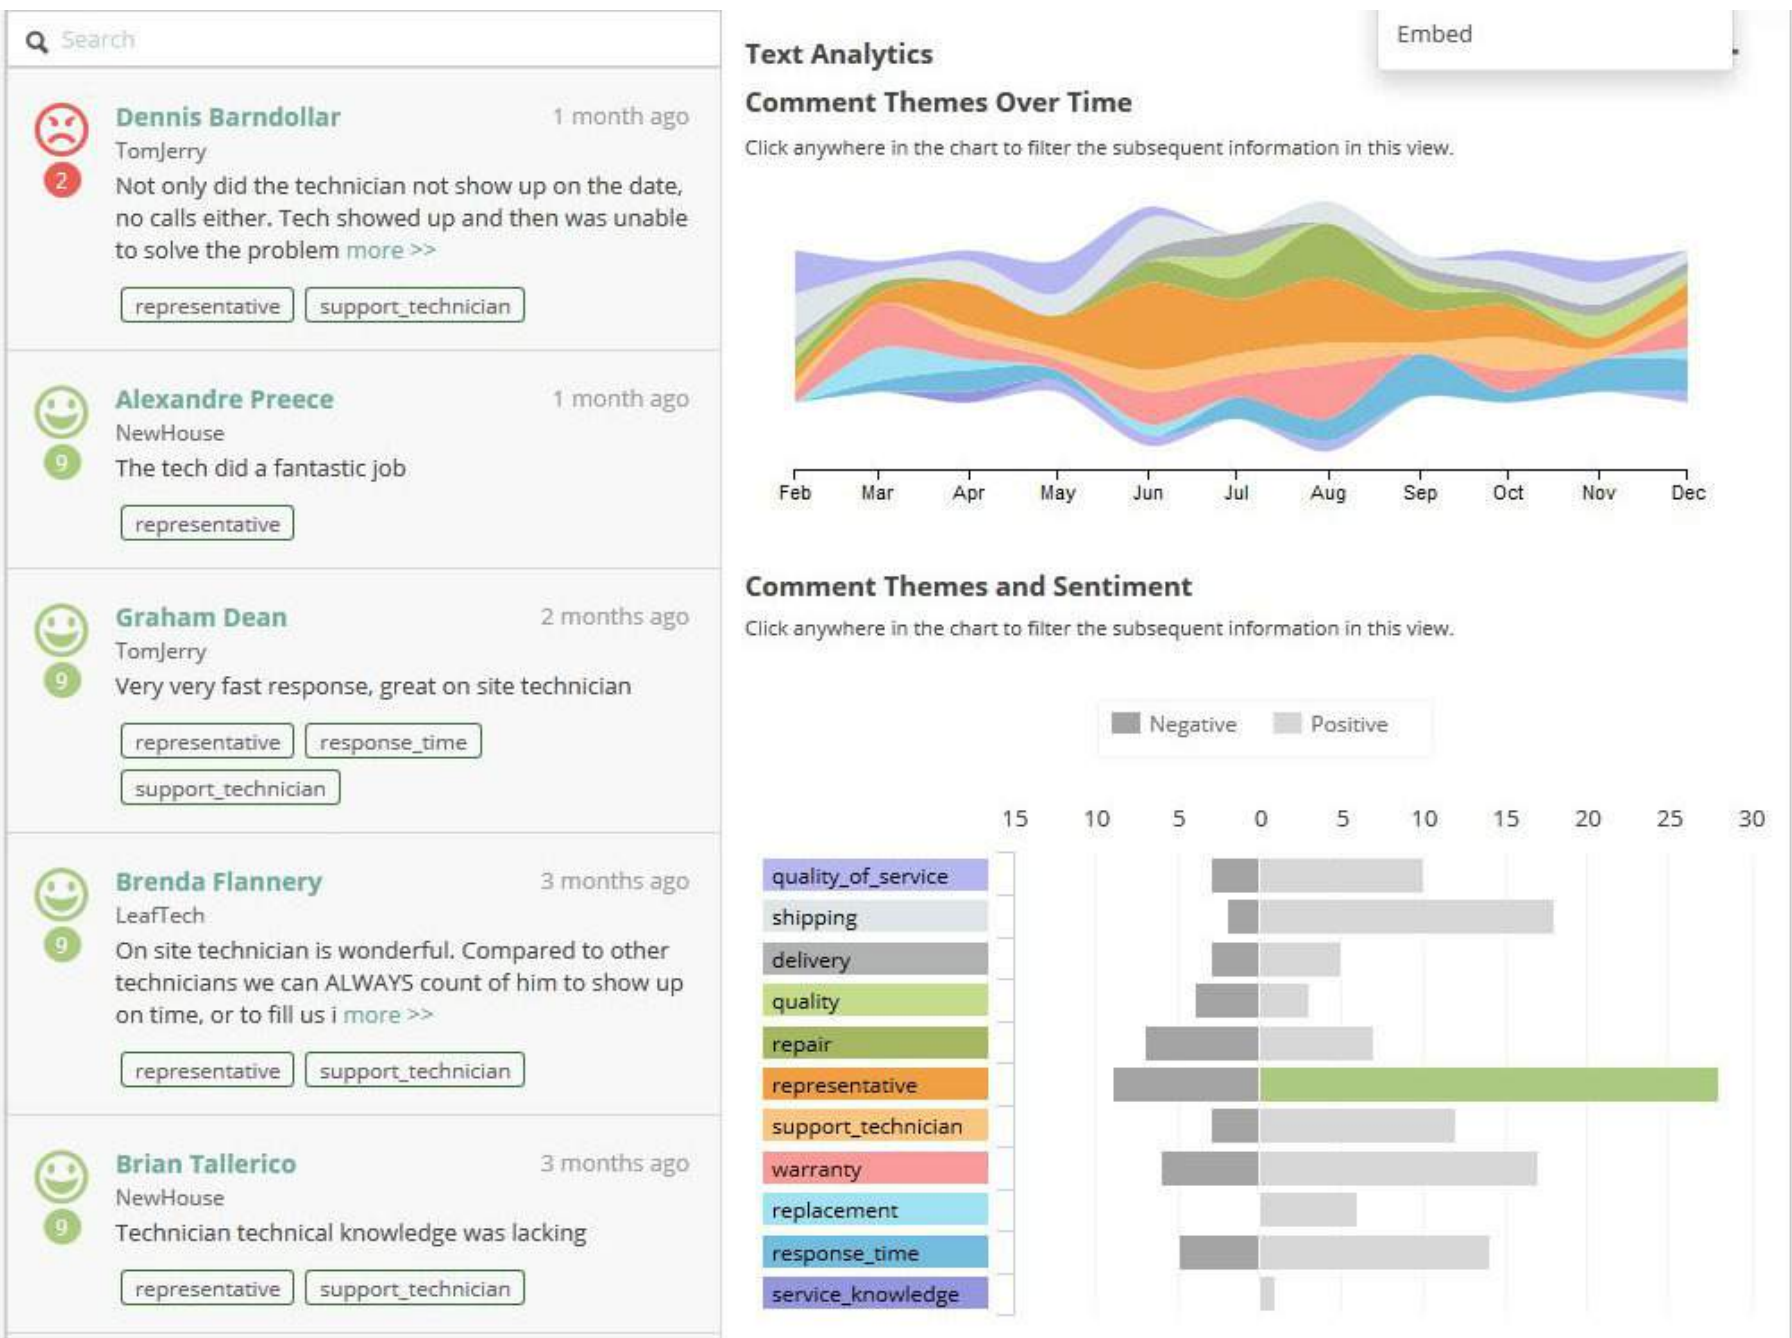 Search
Dennis Barndollar
1 month ago
TomJerry
2
Not only did the technician not show up on the date,
no calls either. Tech showed up and then was unable
to solve the problem more >>
representative
support_technician
Alexandre Preece
1 month ago
NewHouse
9
The tech did a fantastic job
representative
Graham Dean
2 months ago
TomJerry
9
Very very fast response, great on site technician
representative
response_time
support_technician
Brenda Flannery
3 months ago
LeafTech
9
On site technician is wonderful. Compared to other
technicians we can ALWAYS count of him to show up
on time, or to fill us i more >>
representative
support_technician
Brian Tallerico
3 months ago
NewHouse
9
Technician technical knowledge was lacking
representative
support_technician
Embed
Text Analytics
Comment Themes Over Time
Click anywhere in the chart to filter the subsequent information in this view.
Feb Mar Apr May Jun Jul Aug Sep Oct Nov Dec
Comment Themes and Sentiment
Click anywhere in the chart to filter the subsequent information in this view.
Negative Positive
15 10 5 0 5 10 15 20 25 30
quality_of_service
shipping
delivery
quality
repair
representative
support_technician
warranty
replacement
response_time
service_knowledge